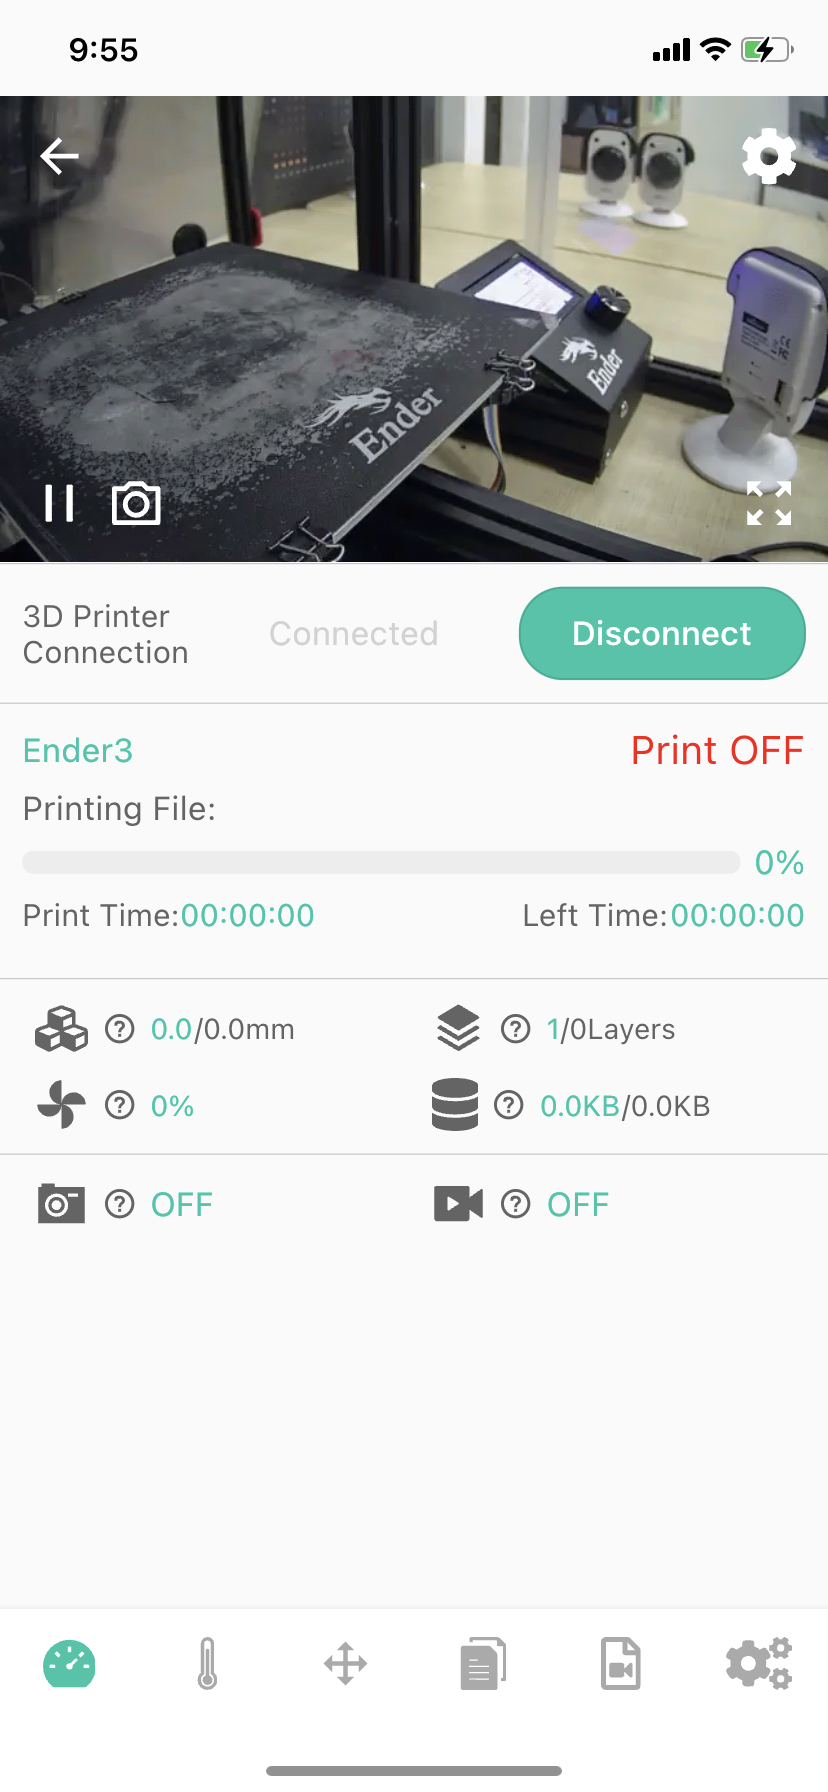 9:55
Ender
Ender
3D Printer
Connection
Connected
Disconnect
Ender3
Print OFF
Printing File:
0%
Print Time:00:00:00
Left Time:00:00:00
0.0/0.0mm
1/0Layers
0%
0.0KB/0.0KB
OFF
OFF